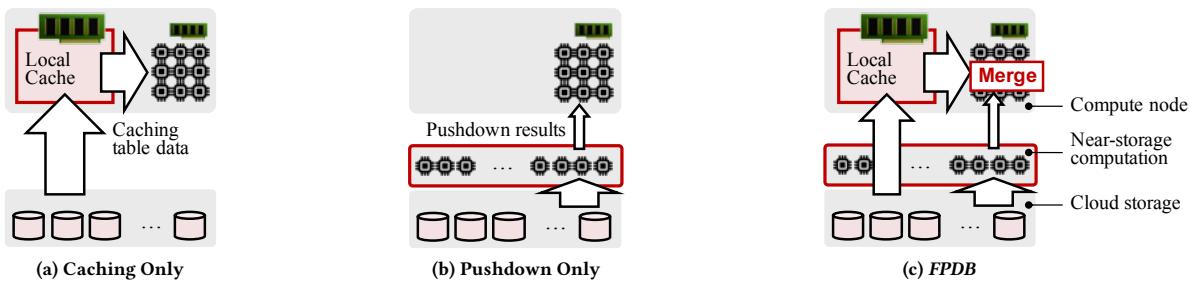 Local
Cache
Caching
table data
...
(a) Caching Only
Pushdown results
...
...
(b) Pushdown Only
Local
Cache
Merge
Compute node
Near-storage
computation
...
Cloud storage
...
(c) FPDB